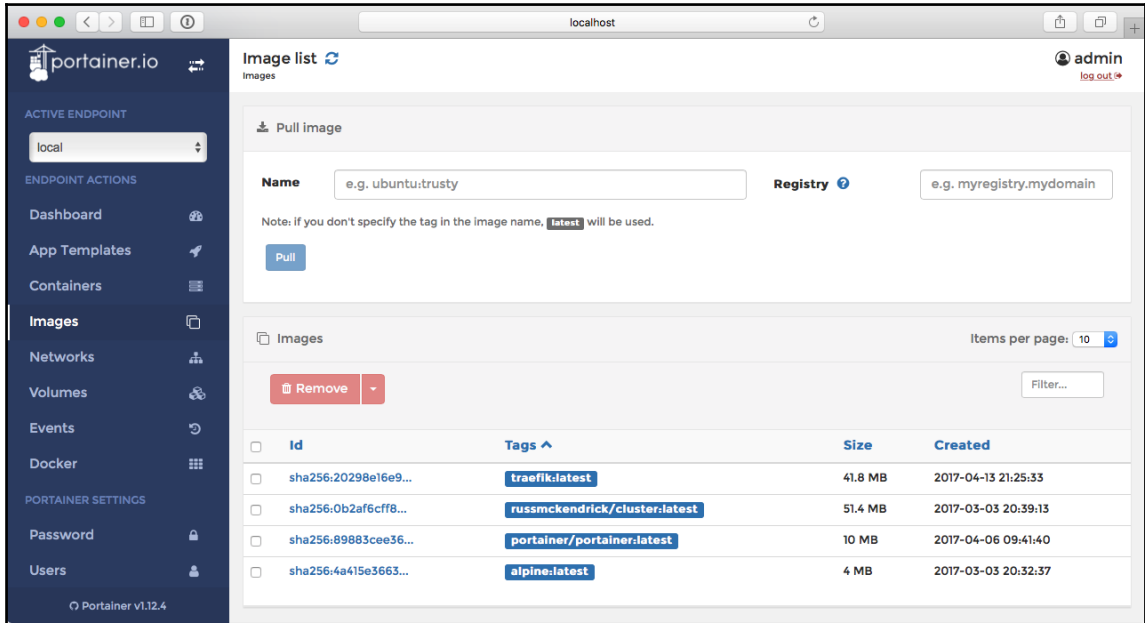 localhost
portainer.io
Image list
Images
admin
log out
ACTIVE ENDPOINT
local
ENDPOINT ACTIONS
Dashboard
App Templates
Containers
Images
Networks
Volumes
Events
Docker
PORTAINER SETTINGS
Password
Users
Portainer v1.12.4
Pull image
Name e.g. ubuntu:trusty Registry e.g. myregistry.mydomain
Note: if you don't specify the tag in the image name, latest will be used.
Pull
Images Items per page: 10
Remove Filter...
Id Tags Size Created
sha256:20298e16e9... traefik:latest 41.8 MB 2017-04-13 21:25:33
sha256:0b2af6cff8... russmckendrick/cluster:latest 51.4 MB 2017-03-03 20:39:13
sha256:89883cee36... portainer/portainer:latest 10 MB 2017-04-06 09:41:40
sha256:4a415e3663... alpine:latest 4 MB 2017-03-03 20:32:37